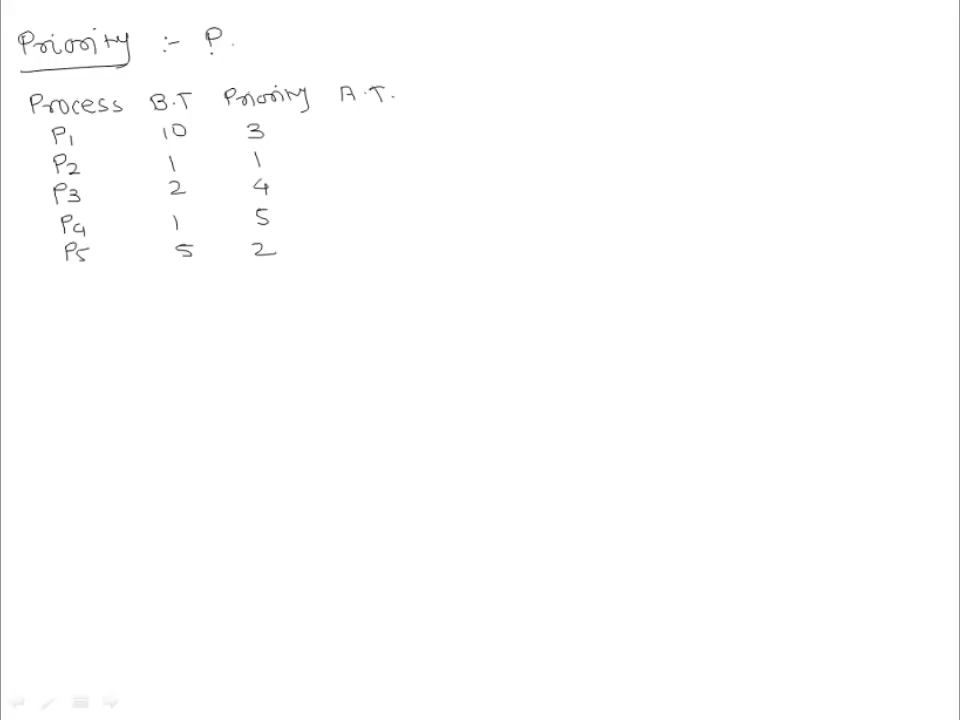 Priority :- P.
Process B.T Priority A.T.
P1 10 3
P2 1 1
P3 2 4
P4 1 5
P5 5 2